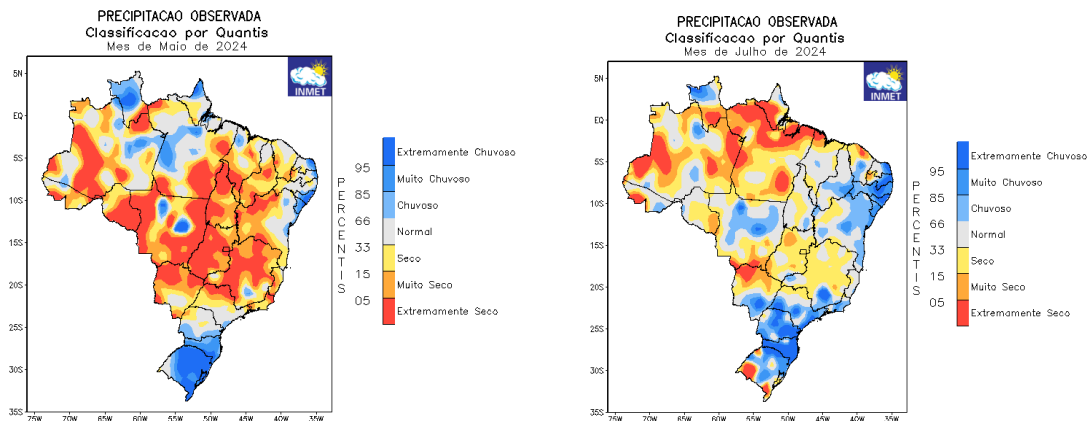 PRECIPITACAO OBSERVADA
Classificacao por Quantis
Mes de Maio de 2024
INMET
5N
EQ
5S
10S
15S
20S
25S
30S
35S
75W 70W 65W 60W 55W 50W 45W 40W 35W
PERCENTIS
95
85
66
33
15
05
Extremamente Chuvoso
Muito Chuvoso
Chuvoso
Normal
Seco
Muito Seco
Extremamente Seco
PRECIPITACAO OBSERVADA
Classificacao por Quantis
Mes de Julho de 2024
INMET
5N
EQ
5S
10S
15S
20S
25S
30S
35S
75W 70W 65W 60W 55W 50W 45W 40W 35W
PERCENTIS
95
85
66
33
15
05
Extremamente Chuvoso
Muito Chuvoso
Chuvoso
Normal
Seco
Muito Seco
Extremamente Seco